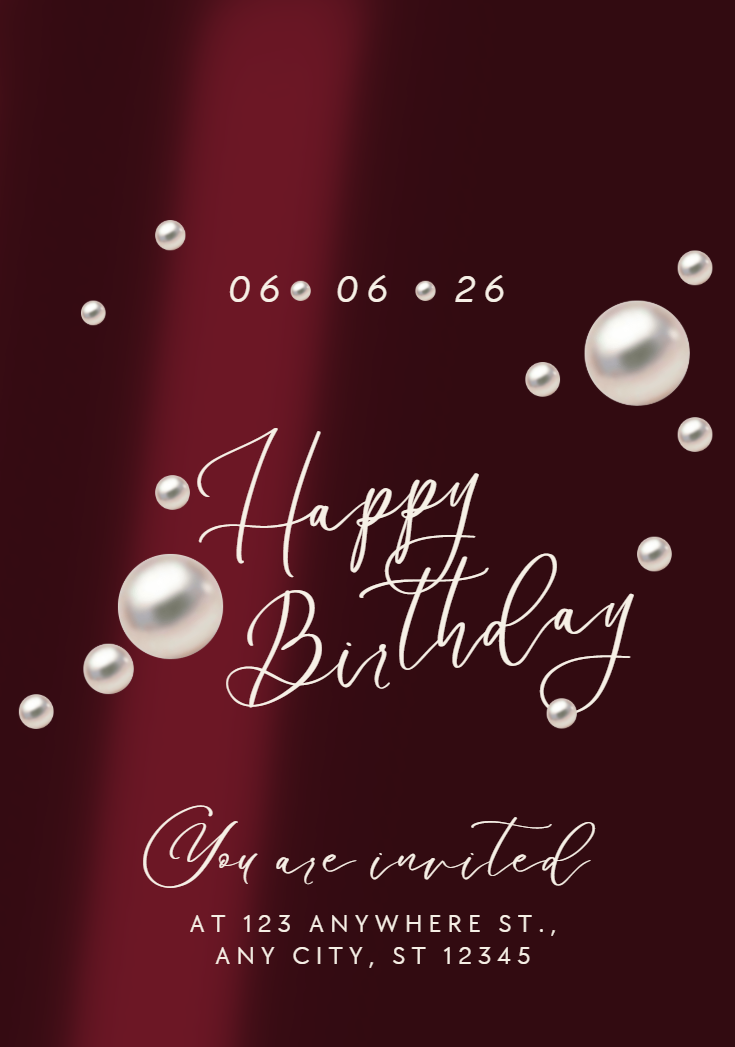 06 06 26
Happy
Birthday
You are invited
AT 123 ANYWHERE ST.,
ANY CITY, ST 12345